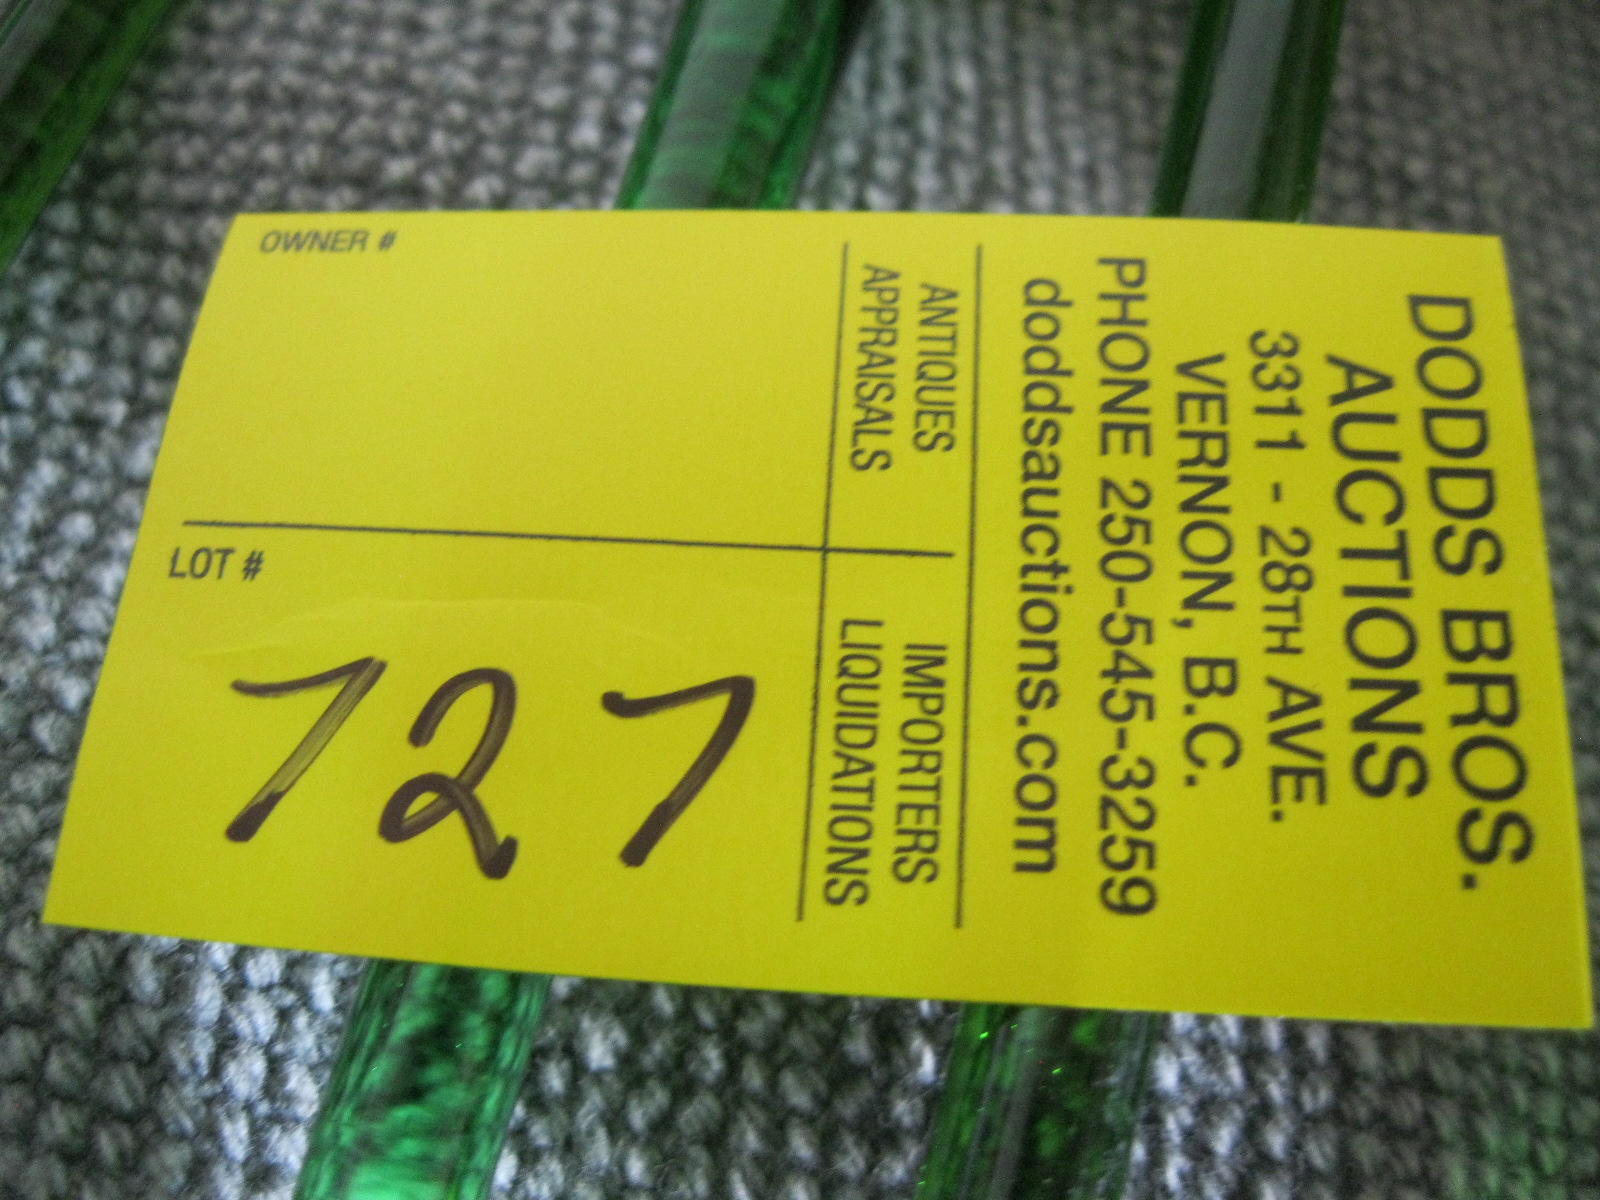 DODDS BROS.
AUCTIONS
3311 - 28TH AVE.
VERNON, B.C.
PHONE 250-545-3259
doddsauctions.com
ANTIQUES
APPRAISALS
IMPORTERS
LIQUIDATIONS
OWNER #
LOT #
727